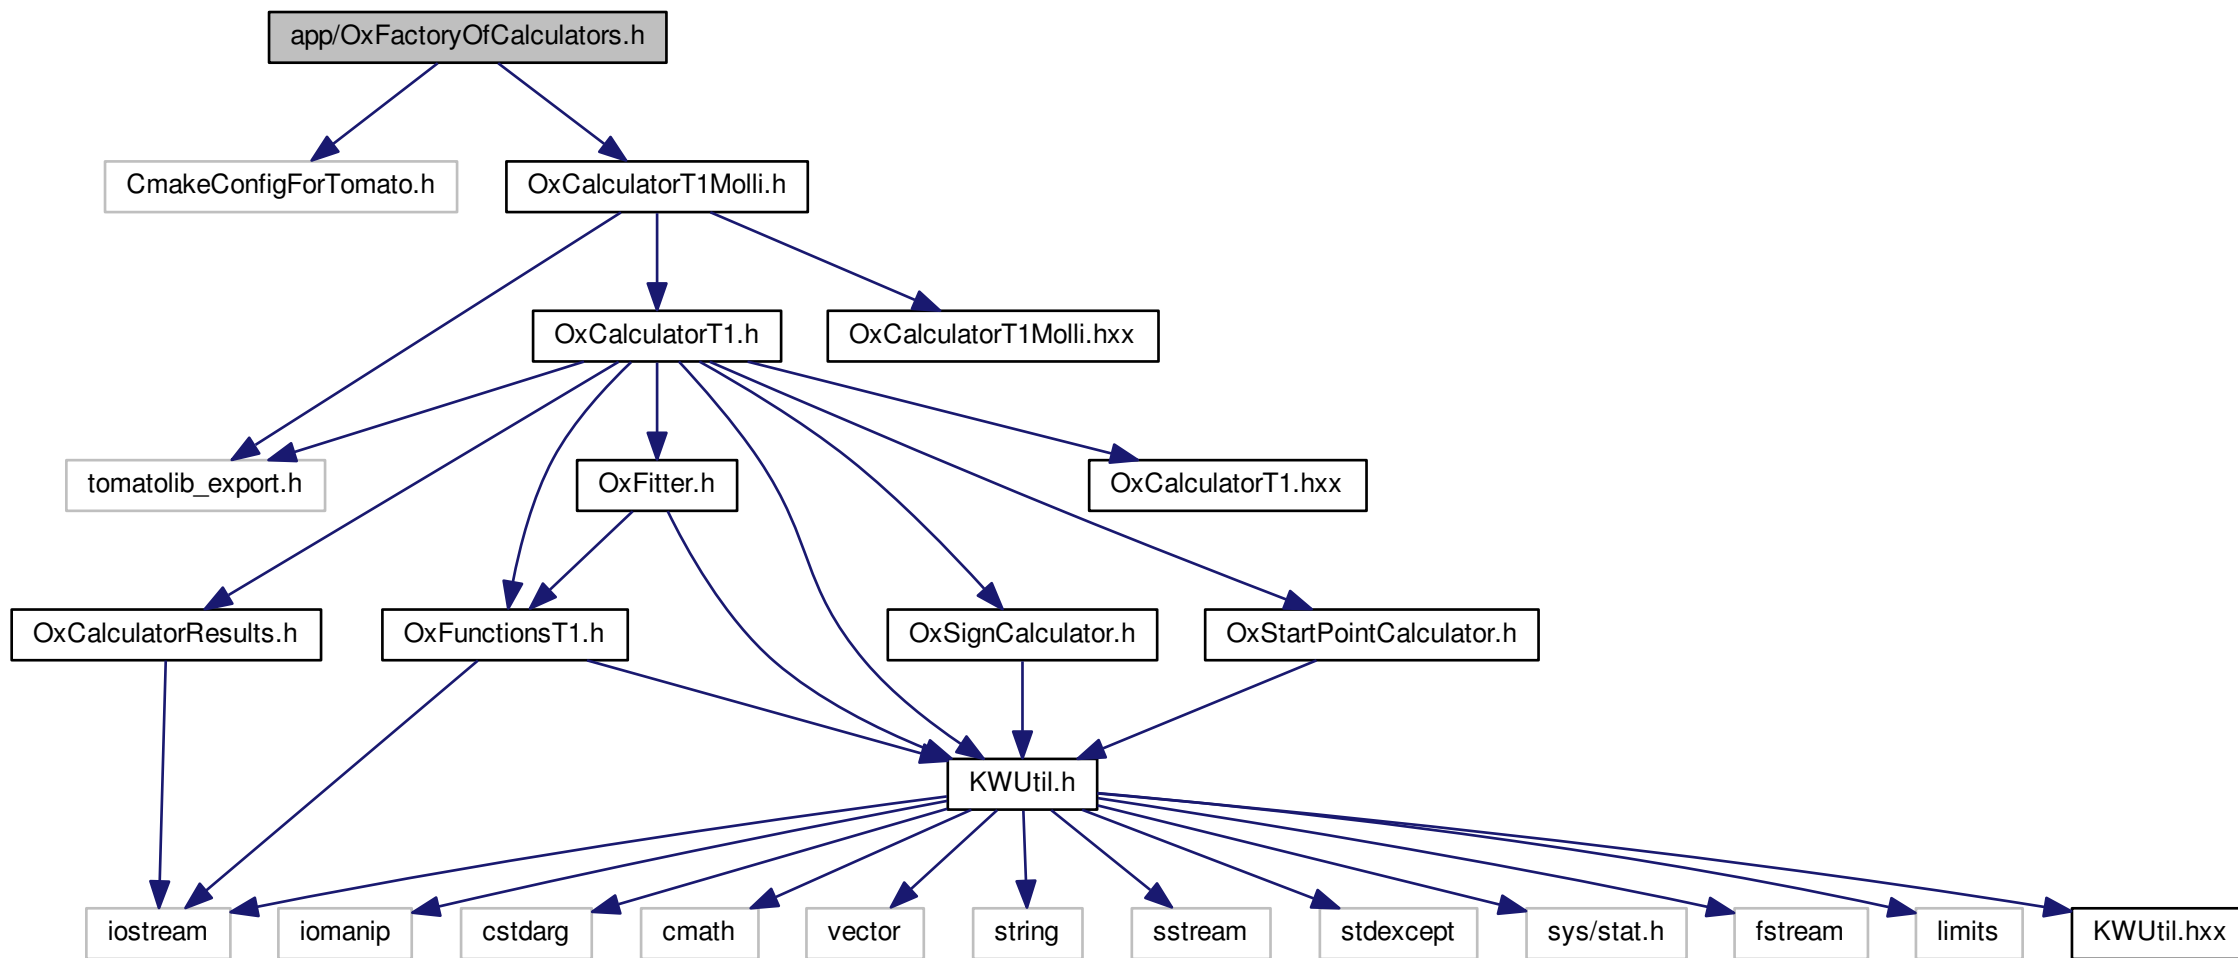 app/OxFactoryOfCalculators.h
CmakeConfigForTomato.h
OxCalculatorT1Molli.h
OxCalculatorT1.h
OxCalculatorT1Molli.hxx
tomatolib_export.h
OxFitter.h
OxCalculatorT1.hxx
OxCalculatorResults.h
OxFunctionsT1.h
OxSignCalculator.h
OxStartPointCalculator.h
KWUtil.h
iostream
iomanip
cstdarg
cmath
vector
string
sstream
stdexcept
sys/stat.h
fstream
limits
KWUtil.hxx